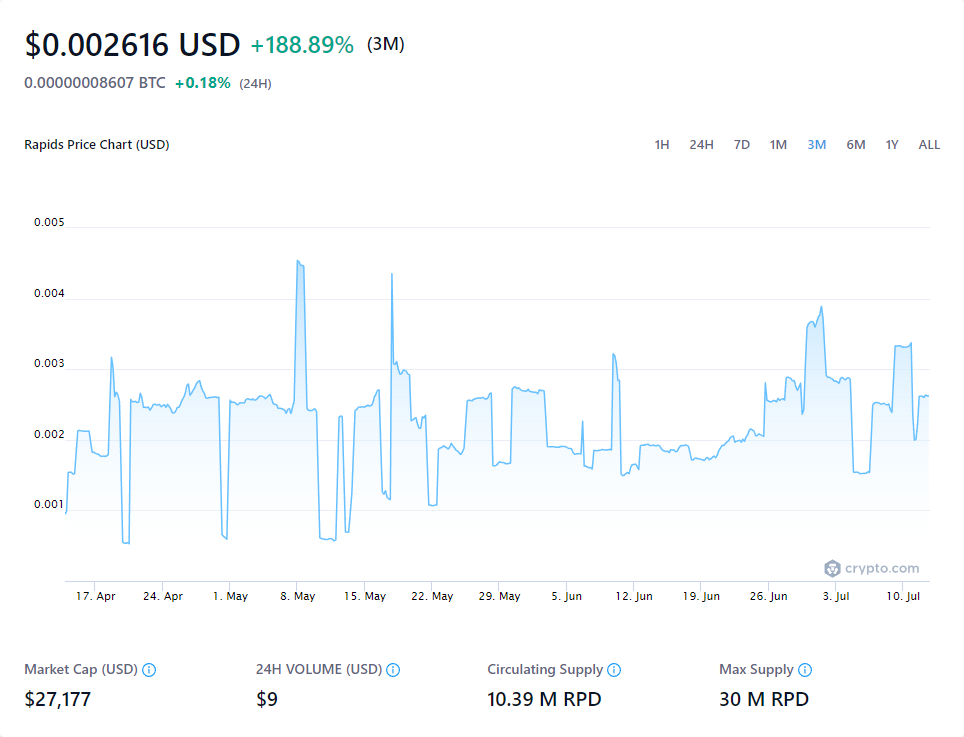 $0.002616 USD +188.89% (3M)
0.00000008607 BTC +0.18% (24H)
Rapids Price Chart (USD) 1H 24H 7D 1M 3M 6M 1Y ALL
0.005
0.004
0.003
0.002
0.001
crypto.com
17. Apr 24. Apr 1. May 8. May 15. May 22. May 29. May 5. Jun 12. Jun 19. Jun 26. Jun 3. Jul 10. Jul
Market Cap (USD) 24H VOLUME (USD) Circulating Supply Max Supply
$27,177 $9 10.39 M RPD 30 M RPD